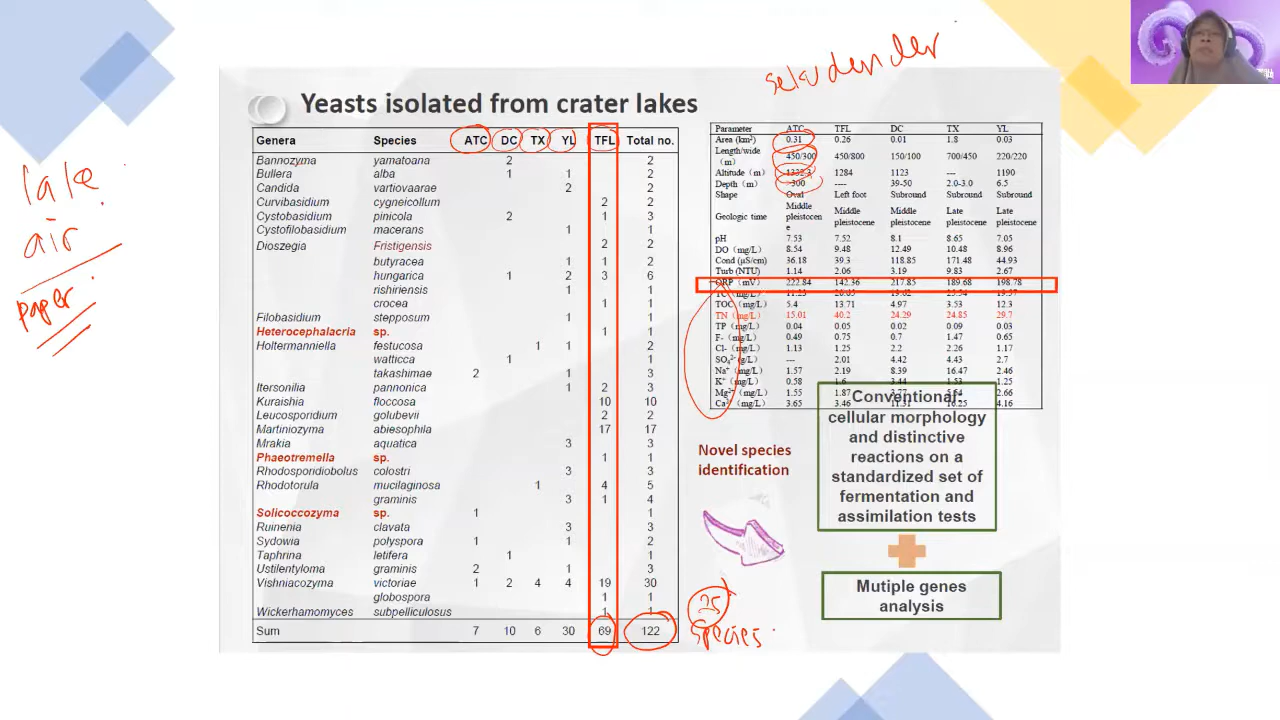 sekudender
Yeasts isolated from crater lakes
lake
air
paper
Genera Species ATC DC TX YL TFL Total no.
Bannozyma yamatoana 2 2
Bullera alba 1 1 2
Candida vartiovaarae 2 2
Curvibasidium cygneicollum 2 2
Cystobasidium pinicola 2 1 3
Cystofilobasidium macerans 1 1
Dioszegia Fristigensis 2 2
butyracea 1 1 2
hungarica 1 2 3 6
rishiriensis 1 1
crocea 1 1
Filobasidium stepposum 1 1
Heterocephalacria sp. 1 1
Holtermanniella festucosa 1 1 2
watticca 1 1
takashimae 2 1 3
Itersonilia pannonica 1 2 3
Kuraishia floccosa 10 10
Leucosporidium golubevii 2 2
Martiniozyma abiesophila 17 17
Mrakia aquatica 3 3
Phaeotremella sp. 1 1
Rhodosporidiobolus colostri 3 3
Rhodotorula mucilaginosa 1 4 5
graminis 3 1 4
Solicoccozyma sp. 1 1
Ruinenia clavata 3 3
Sydowia polyspora 1 1 2
Taphrina letifera 1 1
Ustilentyloma graminis 2 1 3
Vishniacozyma victoriae 1 2 4 4 19 30
globospora 1 1
Wickerhamomyces subpelliculosus 1 1
Sum 7 10 6 30 69 122
Parameter ATC TFL DC TX YL
Area (km²) 0.31 0.26 0.01 1.8 0.03
Length/wide (m) 450/300 450/800 150/100 700/450 220/220
Altitude (m) 1332.3 1284 1123 --- 1190
Depth (m) >300 ---- 39-50 2.0-3.0 6.5
Shape Oval Left foot Subround Subround Subround
Geologic time Middle pleistocen e Middle pleistocene Middle pleistocene Late pleistocene Late pleistocene
pH 7.53 7.52 8.1 8.65 7.05
DO (mg/L) 8.54 9.48 12.49 10.48 8.96
Cond (μS/cm) 36.18 39.3 118.85 171.48 44.93
Turb (NTU) 1.14 2.06 3.19 9.83 2.67
ORP (mV) 222.84 142.36 217.85 189.68 198.78
TOC (mg/L) 5.4 13.71 4.97 3.53 12.3
TN (mg/L) 15.01 40.2 24.29 24.85 29.7
TP (mg/L) 0.04 0.05 0.02 0.09 0.03
F- (mg/L) 0.49 0.75 0.7 1.47 0.65
Cl- (mg/L) 1.13 1.25 2.2 2.26 1.17
SO₄²⁻ (g/L) --- 2.01 4.42 4.43 2.7
Na⁺ (mg/L) 1.57 2.19 8.39 16.47 2.46
K⁺ (mg/L) 0.58 1.6 3.44 1.53 1.25
Mg²⁺ (mg/L) 1.55 1.87 2.66
Ca²⁺ (mg/L) 3.65 3.46 11.31 16.25 4.16
Novel species
identification
Conventional-
cellular morphology
and distinctive
reactions on a
standardized set of
fermentation and
assimilation tests
Mutiple genes
analysis
25
species